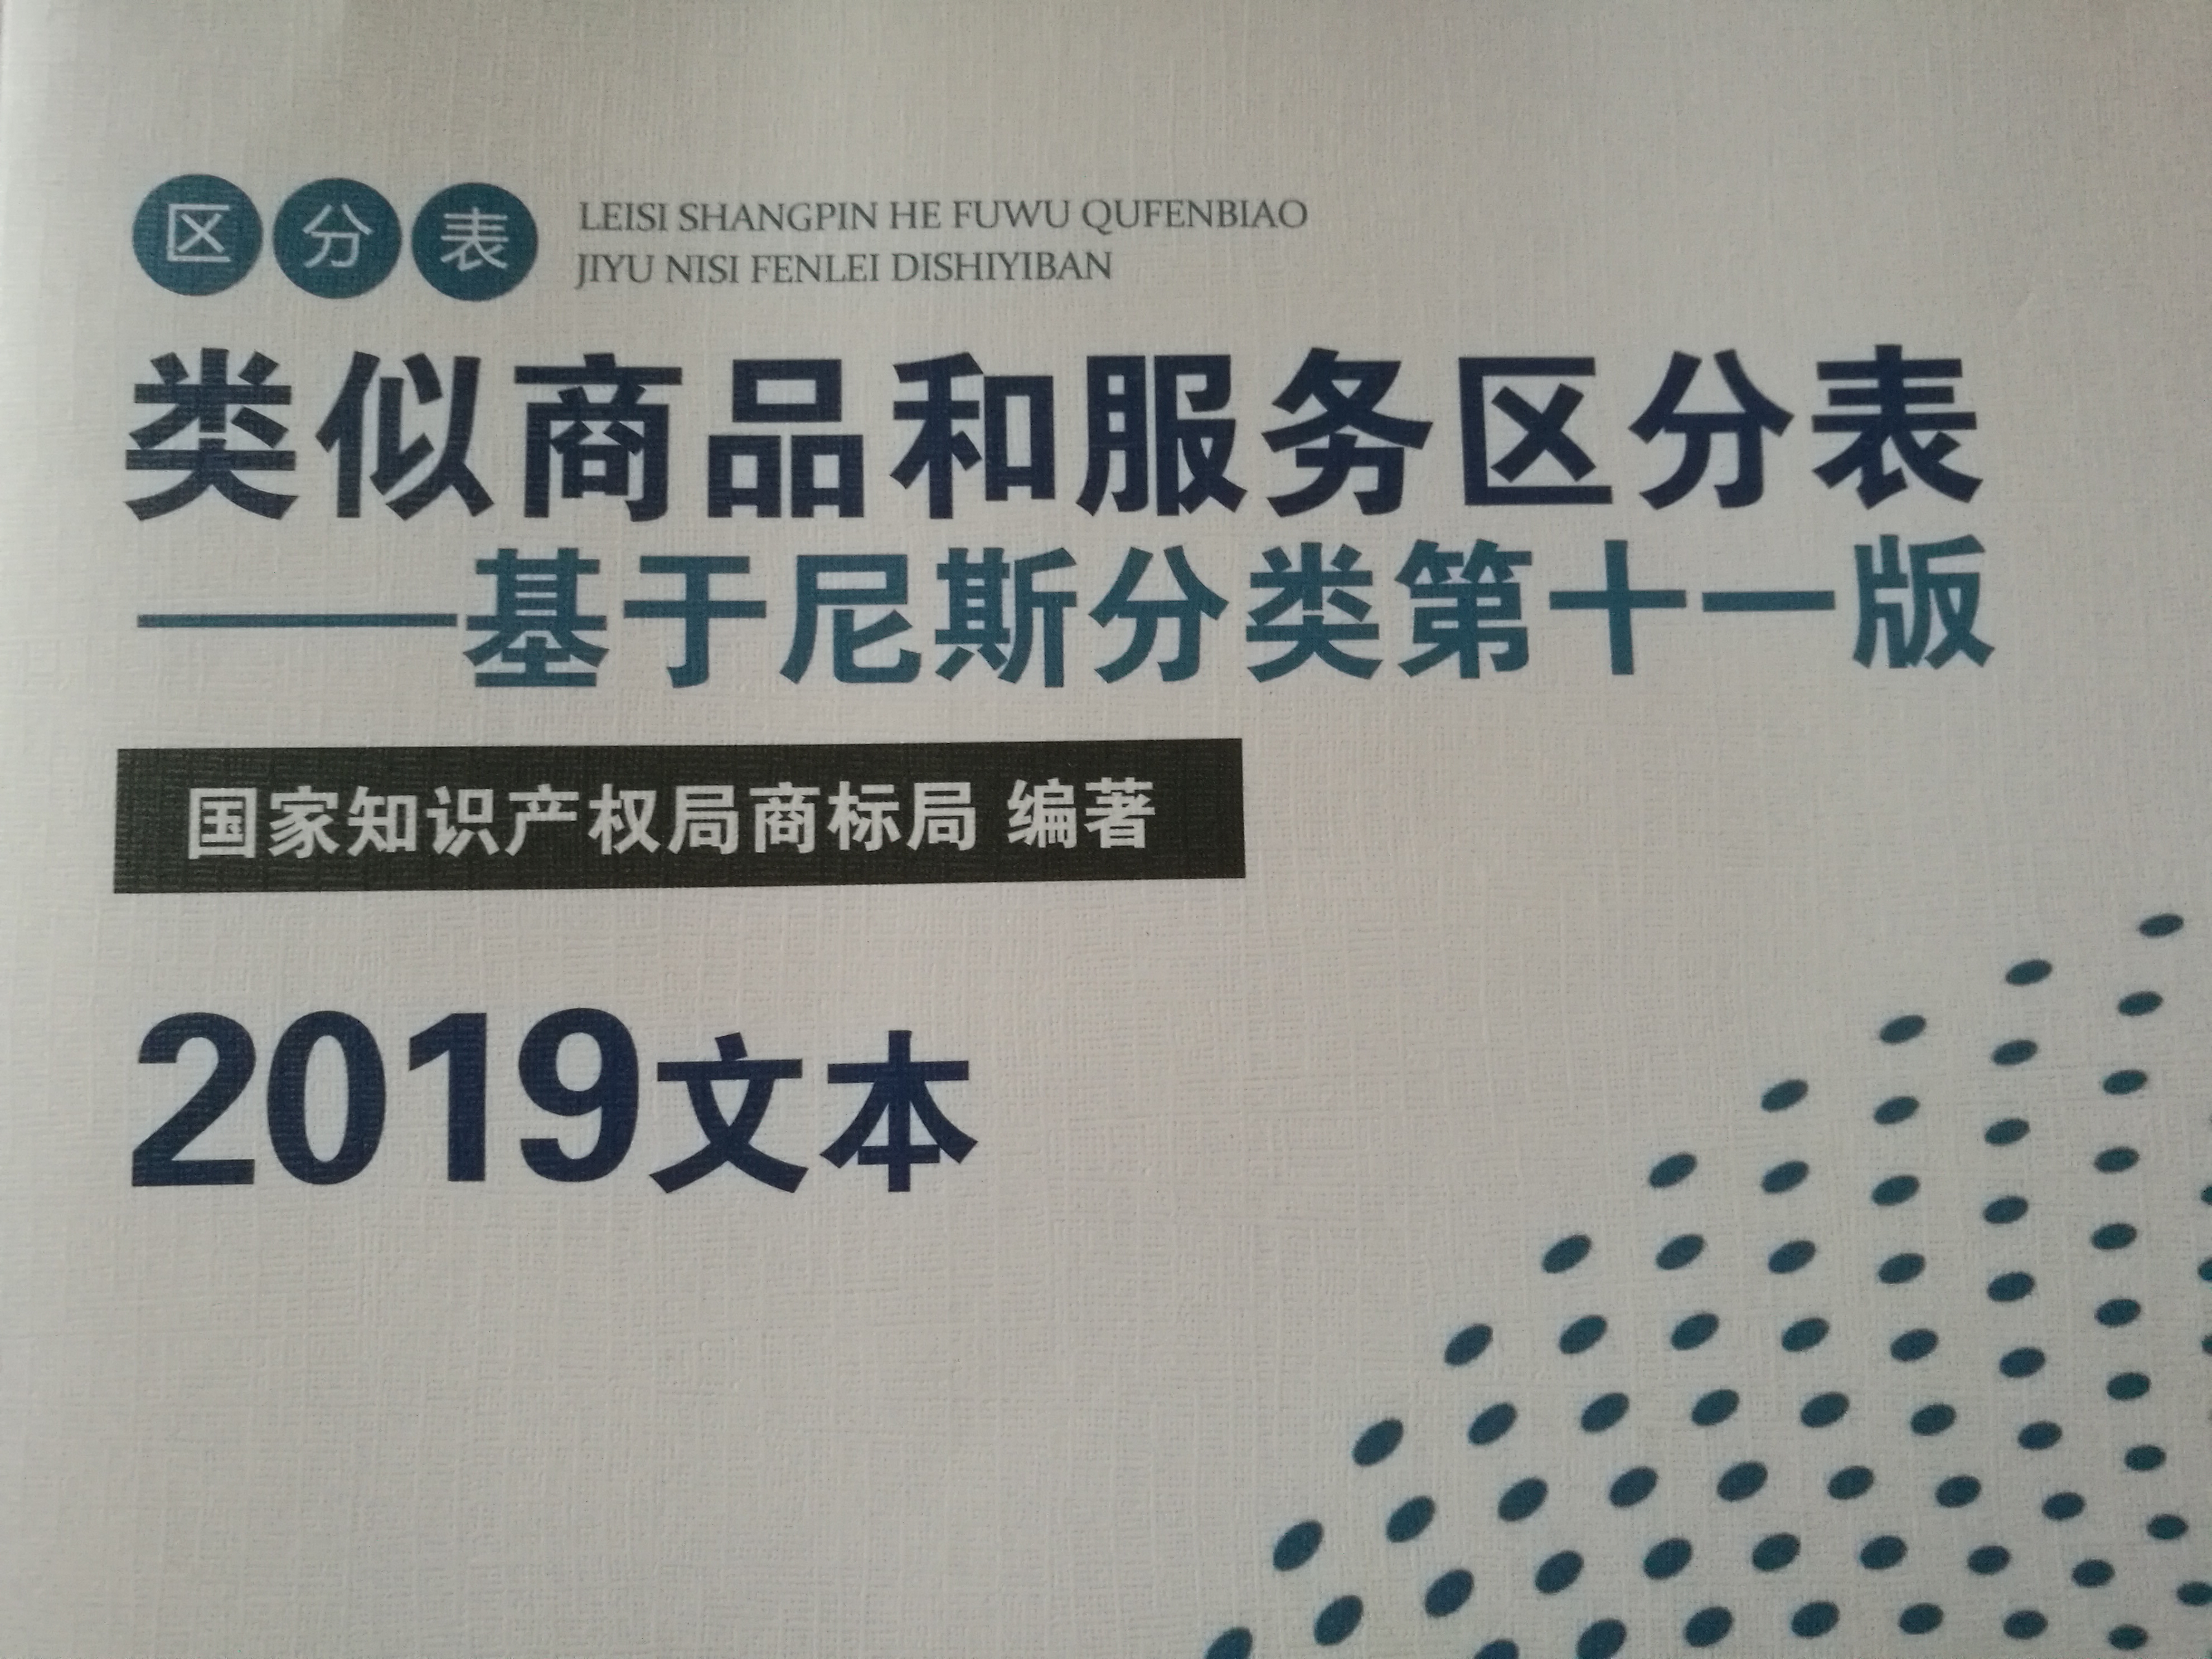 区分表
LEISI SHANGPIN HE FUWU QUFENBIAO
JIYU NISI FENLEI DISHIYIBAN
类似商品和服务区分表
——基于尼斯分类第十一版
国家知识产权局商标局 编著
2019文本